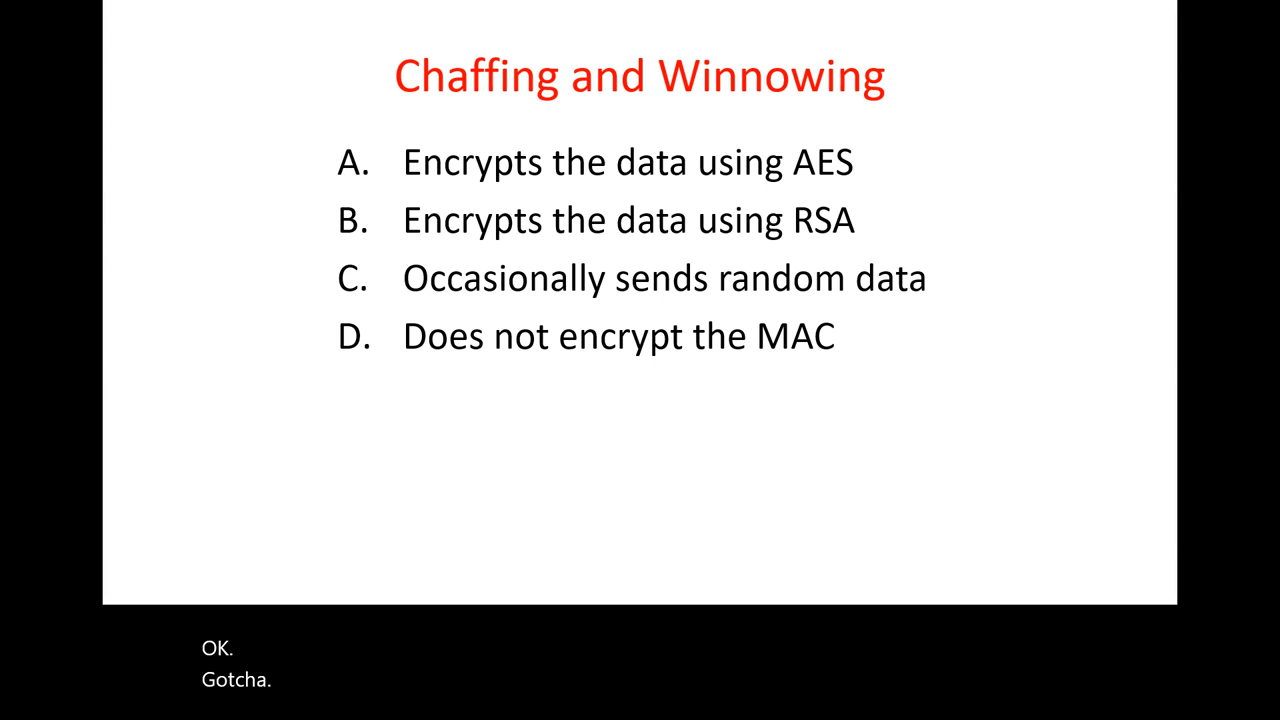 Chaffing and Winnowing
A. Encrypts the data using AES
B. Encrypts the data using RSA
C. Occasionally sends random data
D. Does not encrypt the MAC
OK.
Gotcha.